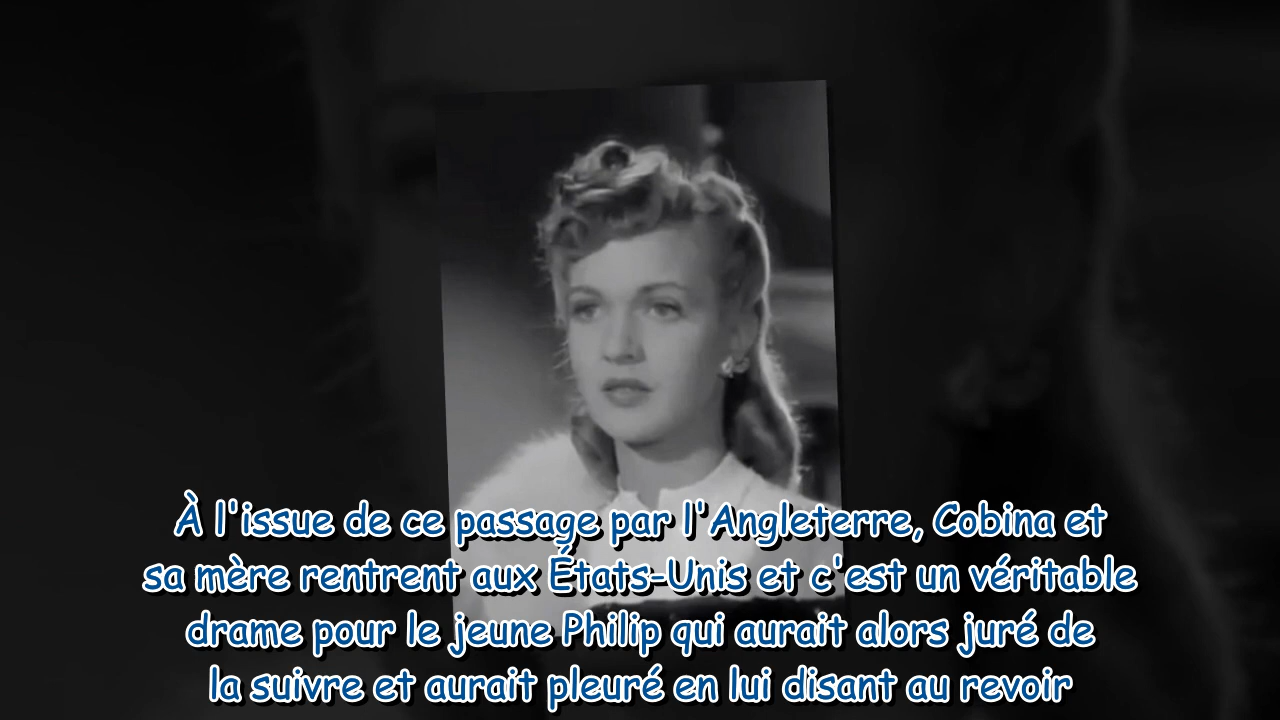 À l'issue de ce passage par l'Angleterre, Cobina et
sa mère rentrent aux États-Unis et c'est un véritable
drame pour le jeune Philip qui aurait alors juré de
la suivre et aurait pleuré en lui disant au revoir